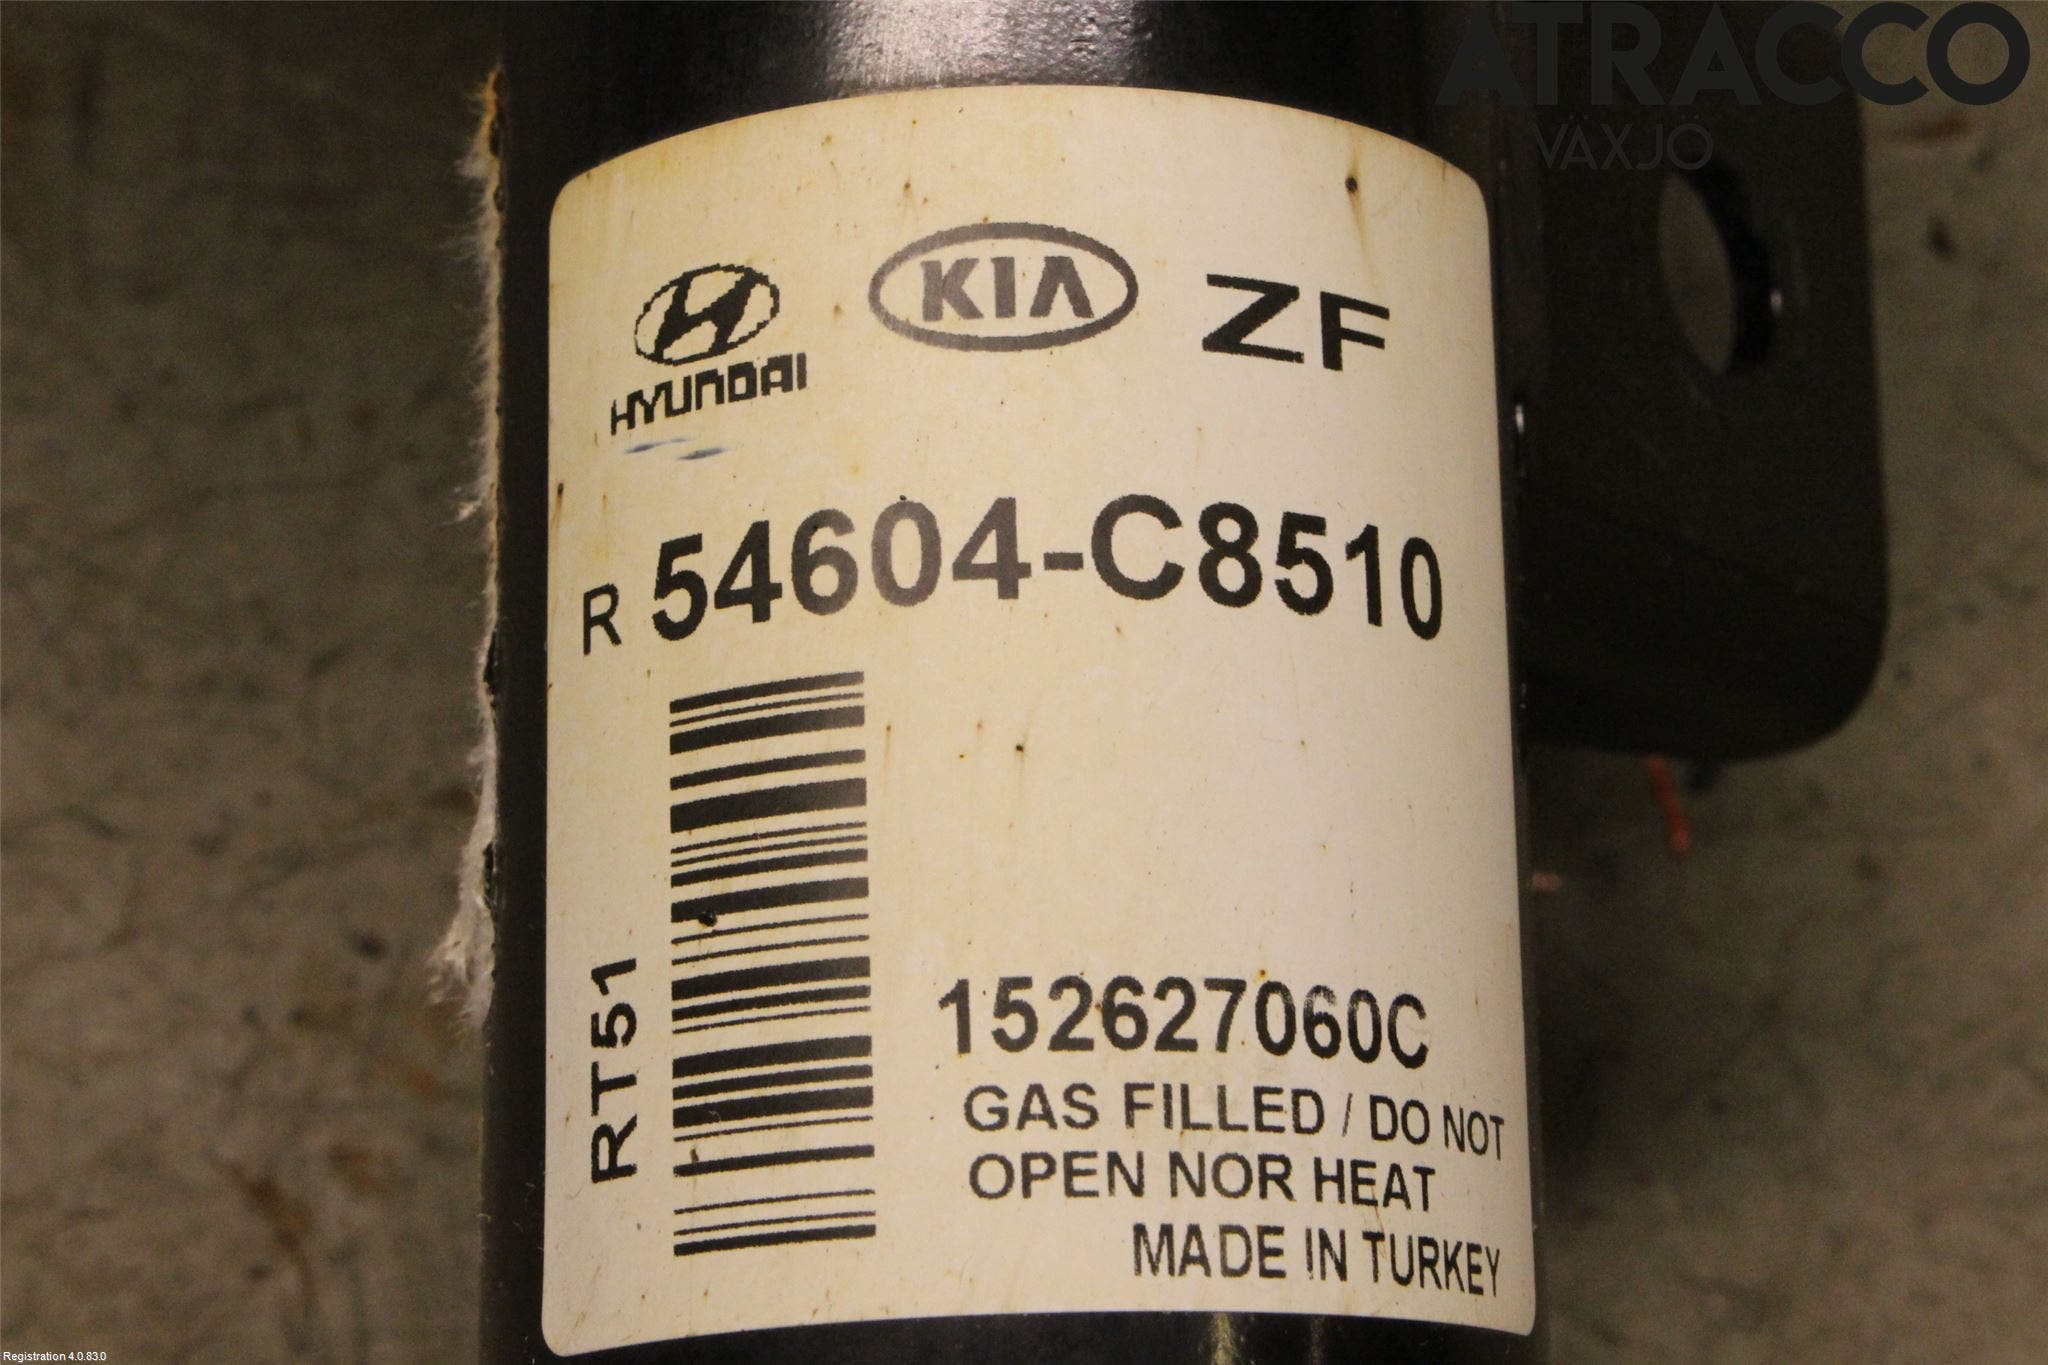 ATRACCO
VÄXJÖ
HYUNDAI
KIA
ZF
R 54604-C8510
RT51
152627060C
GAS FILLED / DO NOT
OPEN NOR HEAT
MADE IN TURKEY
Registration 4.0.83.0